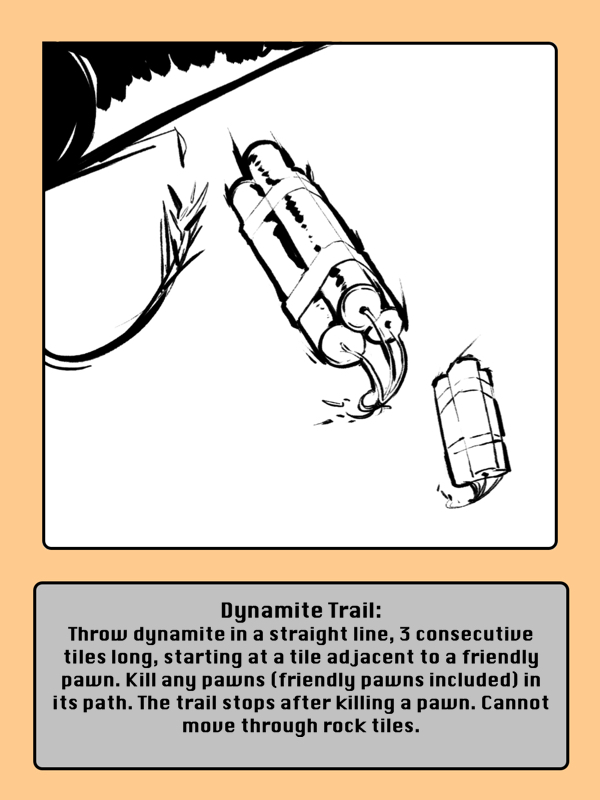 Dynamite Trail:
Throw dynamite in a straight line, 3 consecutive
tiles long, starting at a tile adjacent to a friendly
pawn. Kill any pawns (friendly pawns included) in
its path. The trail stops after killing a pawn. Cannot
move through rock tiles.